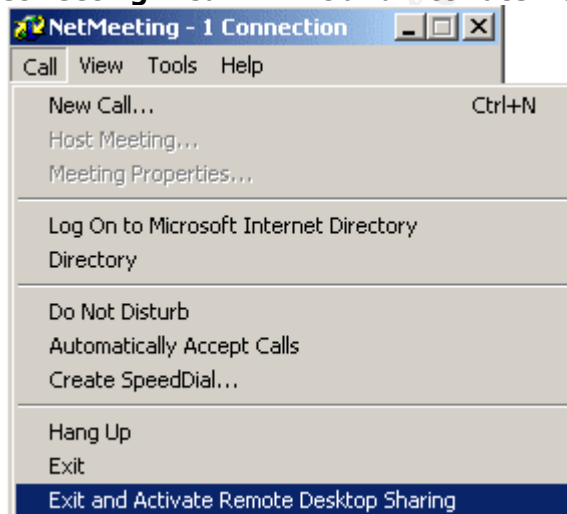 NetMeeting - 1 Connection
Call View Tools Help
New Call... Ctrl+N
Host Meeting...
Meeting Properties...
Log On to Microsoft Internet Directory
Directory
Do Not Disturb
Automatically Accept Calls
Create SpeedDial...
Hang Up
Exit
Exit and Activate Remote Desktop Sharing